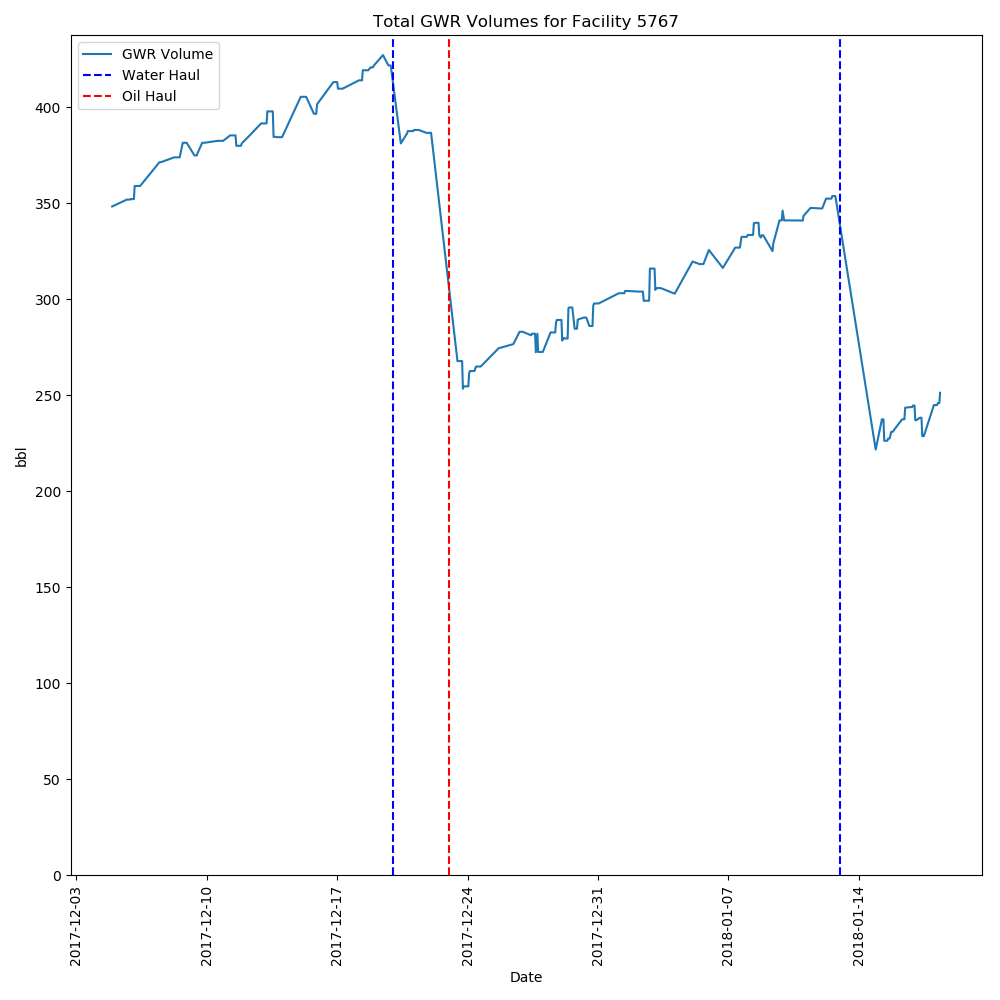 Total GWR Volumes for Facility 5767
GWR Volume
Water Haul
Oil Haul
400
350
300
250
200
150
100
50
0
bbl
2017-12-03
2017-12-10
2017-12-17
2017-12-24
2017-12-31
2018-01-07
2018-01-14
Date